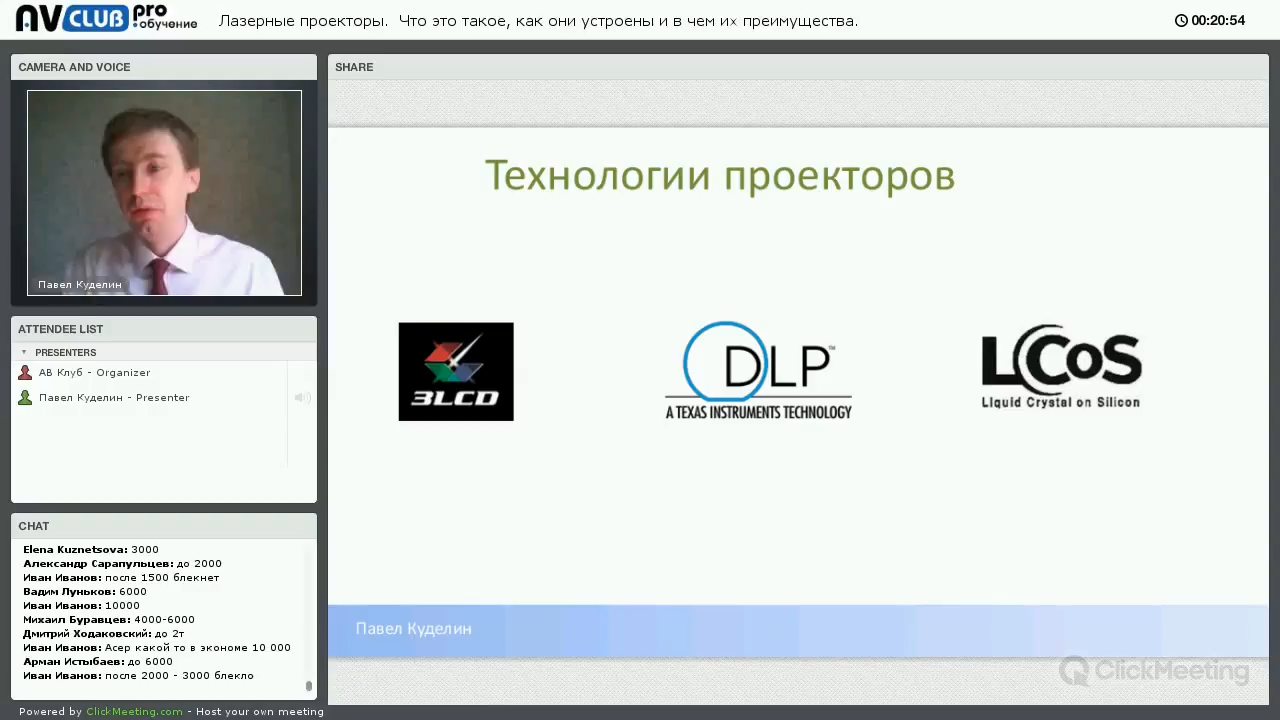 AVCLUB pro
:обучение
Лазерные проекторы. Что это такое, как они устроены и в чем их преимущества.
00:20:54
CAMERA AND VOICE
Павел Куделин
ATTENDEE LIST
PRESENTERS
АВ Клуб - Organizer
Павел Куделин - Presenter
CHAT
Elena Kuznetsova: 3000
Александр Сарапульцев: до 2000
Иван Иванов: после 1500 блекнет
Вадим Луньков: 6000
Иван Иванов: 10000
Михаил Буравцев: 4000-6000
Дмитрий Ходаковский: до 2т
Иван Иванов: Асер какой то в экономе 10 000
Арман Истыбаев: до 6000
Иван Иванов: после 2000 - 3000 блекло
Powered by ClickMeeting.com - Host your own meeting
SHARE
Технологии проекторов
3LCD
DLP™
A TEXAS INSTRUMENTS TECHNOLOGY
LCoS
Liquid Crystal on Silicon
Павел Куделин
ClickMeeting